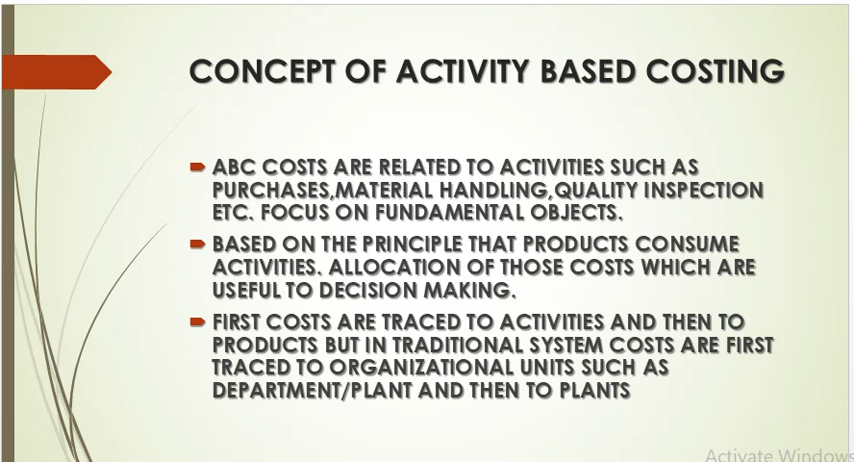 CONCEPT OF ACTIVITY BASED COSTING
ABC COSTS ARE RELATED TO ACTIVITIES SUCH AS
PURCHASES,MATERIAL HANDLING,QUALITY INSPECTION
ETC. FOCUS ON FUNDAMENTAL OBJECTS.
BASED ON THE PRINCIPLE THAT PRODUCTS CONSUME
ACTIVITIES. ALLOCATION OF THOSE COSTS WHICH ARE
USEFUL TO DECISION MAKING.
FIRST COSTS ARE TRACED TO ACTIVITIES AND THEN TO
PRODUCTS BUT IN TRADITIONAL SYSTEM COSTS ARE FIRST
TRACED TO ORGANIZATIONAL UNITS SUCH AS
DEPARTMENT/PLANT AND THEN TO PLANTS
Activate Windows